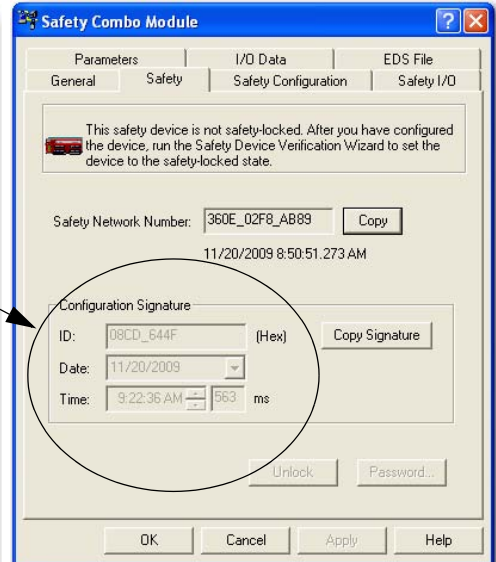 Safety Combo Module
Parameters I/O Data EDS File
General Safety Safety Configuration Safety I/O
This safety device is not safety-locked. After you have configured
the device, run the Safety Device Verification Wizard to set the
device to the safety-locked state.
Safety Network Number: 360E_02F8_AB89 Copy
11/20/2009 8:50:51.273 AM
Configuration Signature
ID: 08CD_644F (Hex) Copy Signature
Date: 11/20/2009
Time: 9:22:36 AM 563 ms
Unlock Password...
OK Cancel Apply Help